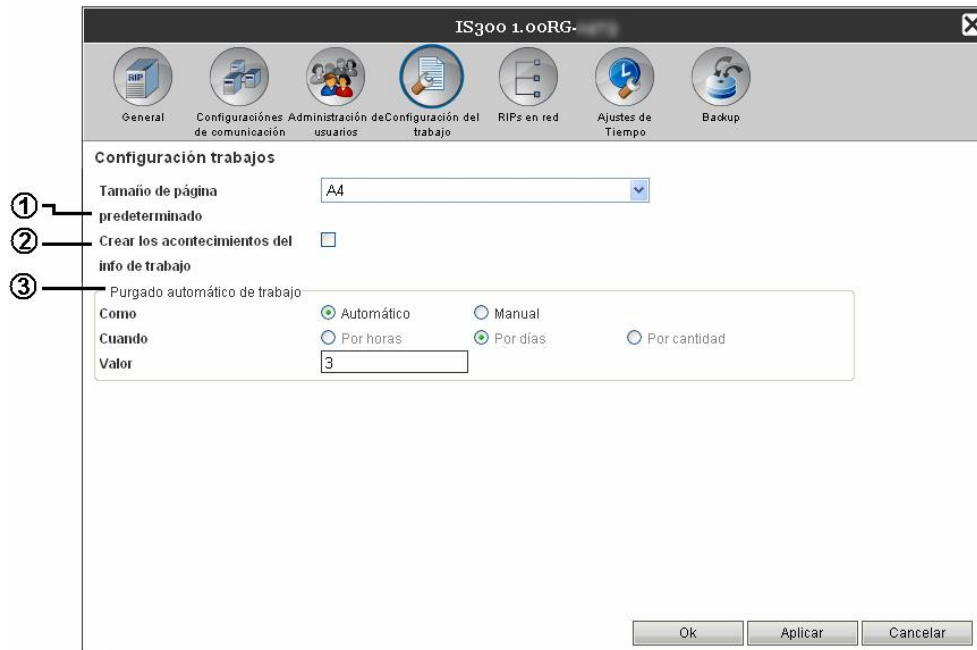 IS300 1.00RG-
RIP
General
Configuraciónes de comunicación
Administración de usuarios
Configuración del trabajo
RIPs en red
Ajustes de Tiempo
Backup
Configuración trabajos
① Tamaño de página predeterminado
A4
② Crear los acontecimientos del info de trabajo
③ Purgado automático de trabajo
Como Automático Manual
Cuando Por horas Por días Por cantidad
Valor 3
Ok Aplicar Cancelar